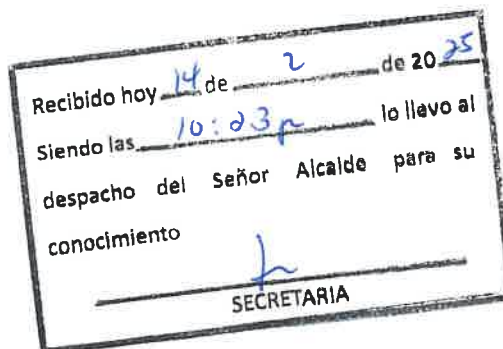 Recibido hoy 14 de 2 de 2025
Siendo las 10:23 p lo llevo al
despacho del Señor Alcalde para su
conocimiento
SECRETARIA